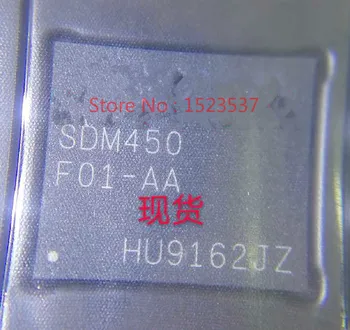 Store No: 1523537
SDM450
F01-AA
现货
HU9162JZ